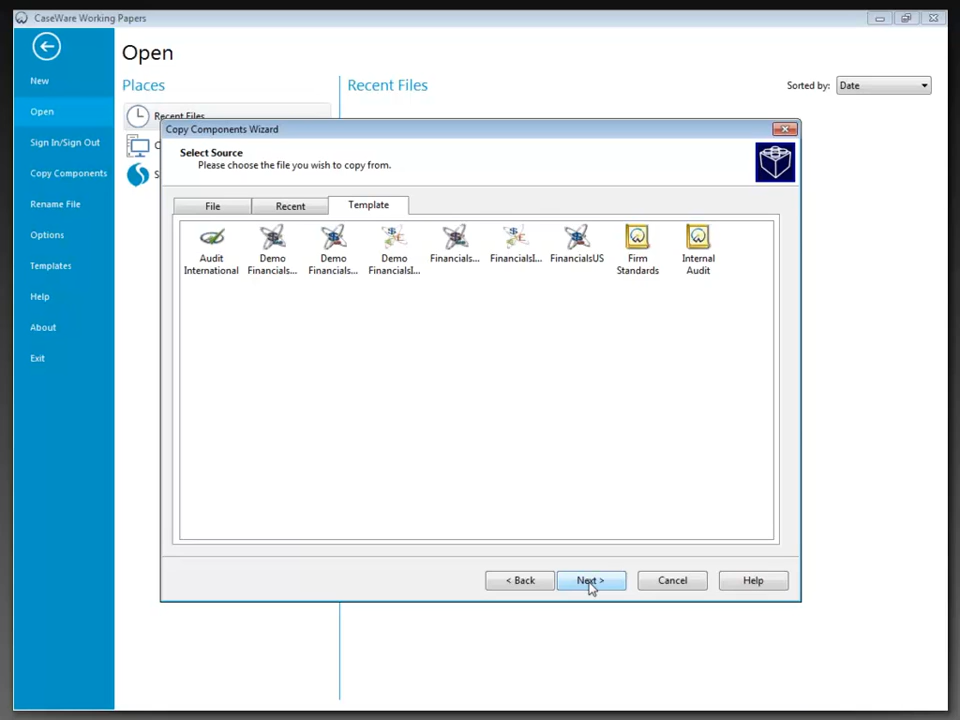 CaseWare Working Papers
New
Open
Sign In/Sign Out
Copy Components
Rename File
Options
Templates
Help
About
Exit
Open
Places
Recent Files
Sorted by: Date
Recent Files
C
S
Copy Components Wizard
Select Source
Please choose the file you wish to copy from.
File
Recent
Template
Audit International
Demo Financials...
Demo Financials...
Demo FinancialsI...
Financials...
FinancialsI...
FinancialsUS
Firm Standards
Internal Audit
< Back
Next >
Cancel
Help